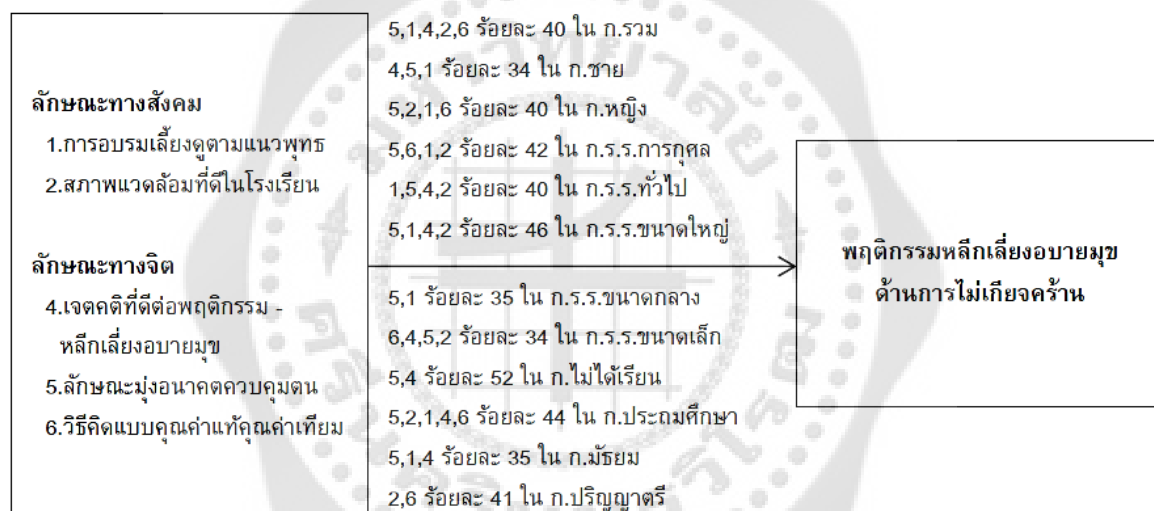 ลักษณะทางสังคม
1.การอบรมเลี้ยงดูตามแนวพุทธ
2.สภาพแวดล้อมที่ดีในโรงเรียน
ลักษณะทางจิต
4.เจตคติที่ดีต่อพฤติกรรม -
หลีกเลี่ยงอบายมุข
5.ลักษณะมุ่งอนาคตควบคุมตน
6.วิธีคิดแบบคุณค่าแท้คุณค่าเทียม
5,1,4,2,6 ร้อยละ 40 ใน ก.รวม
4,5,1 ร้อยละ 34 ใน ก.ชาย
5,2,1,6 ร้อยละ 40 ใน ก.หญิง
5,6,1,2 ร้อยละ 42 ใน ก.ร.ร.การกุศล
1,5,4,2 ร้อยละ 40 ใน ก.ร.ร.ทั่วไป
5,1,4,2 ร้อยละ 46 ใน ก.ร.ร.ขนาดใหญ่
5,1 ร้อยละ 35 ใน ก.ร.ร.ขนาดกลาง
6,4,5,2 ร้อยละ 34 ใน ก.ร.ร.ขนาดเล็ก
5,4 ร้อยละ 52 ใน ก.ไม่ได้เรียน
5,2,1,4,6 ร้อยละ 44 ใน ก.ประถมศึกษา
5,1,4 ร้อยละ 35 ใน ก.มัธยม
2,6 ร้อยละ 41 ใน ก.ปริญญาตรี
พฤติกรรมหลีกเลี่ยงอบายมุข
ด้านการไม่เกียจคร้าน